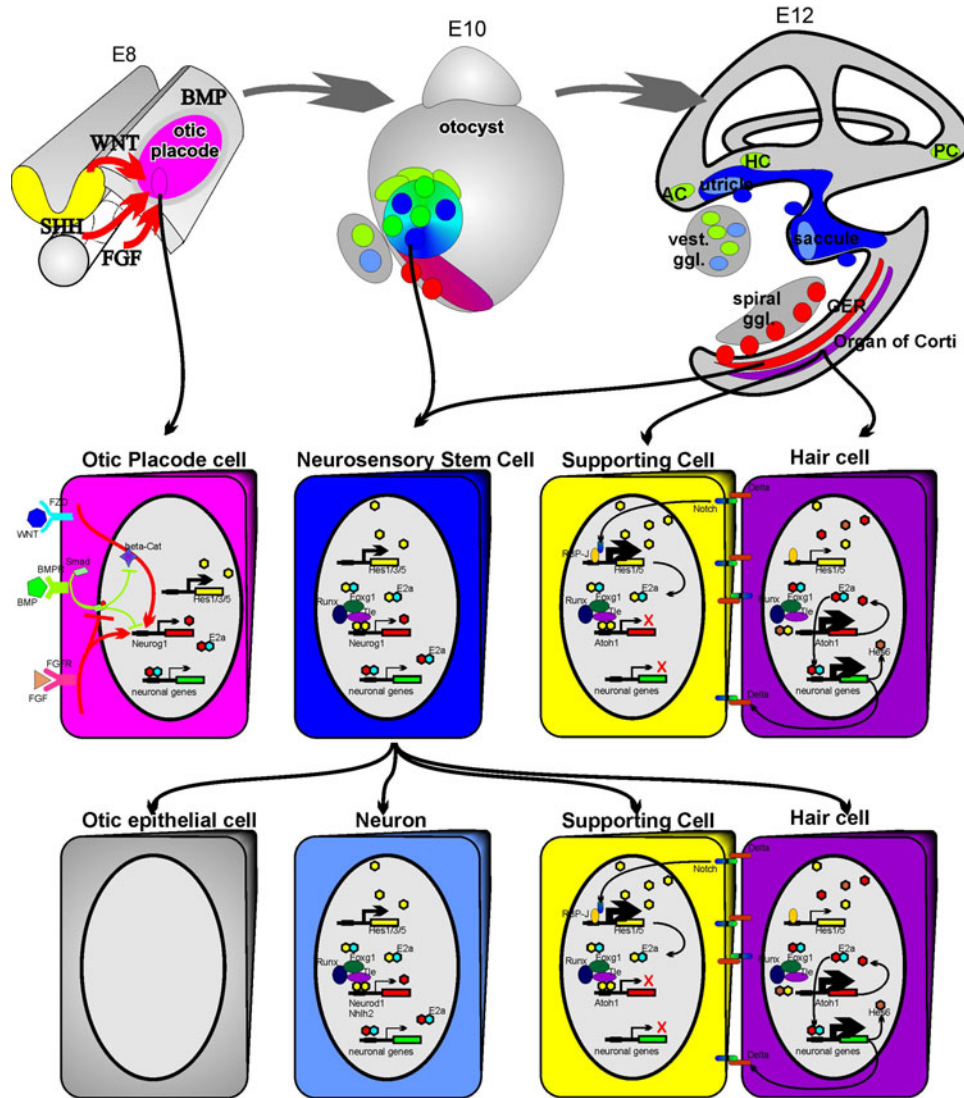 E8
E10
E12
BMP
WNT
otic
placode
SHH
FGF
otocyst
HC
PC
AC
utricle
vest.
ggl.
saccule
spiral
ggl.
GER
Organ of Corti
Otic Placode cell
Neurosensory Stem Cell
Supporting Cell
Hair cell
FZD
WNT
beta-Cat
BMPR
Smad
BMP
Hes1/3/5
Neurog1
E2a
FGFR
FGF
neuronal genes
Hes1/3/5
Foxg1
Runx
Tle
Neurog1
E2a
neuronal genes
Delta
Notch
RBP-J
Hes1/5
Foxg1
E2a
Runx
Tle
Atoh1
X
X
neuronal genes
Hes1/5
Foxg1
E2a
Runx
Tle
Atoh1
Hes6
neuronal genes
Delta
Otic epithelial cell
Neuron
Supporting Cell
Hair cell
Hes1/3/5
Foxg1
Runx
Tle
Neurod1
Nhlh2
E2a
neuronal genes
Delta
Notch
RBP-J
Hes1/5
Foxg1
E2a
Runx
Tle
Atoh1
X
X
neuronal genes
Hes1/5
Foxg1
E2a
Runx
Tle
Atoh1
Hes6
neuronal genes
Delta